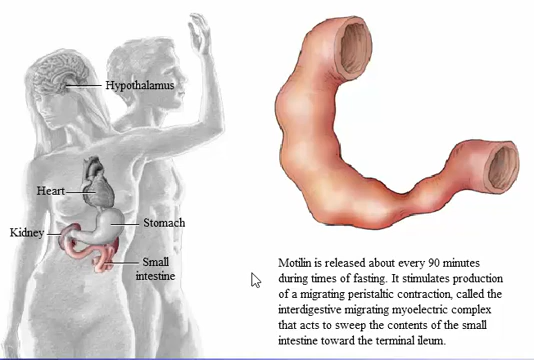 Hypothalamus
Heart
Kidney
Stomach
Small
intestine
Motilin is released about every 90 minutes
during times of fasting. It stimulates production
of a migrating peristaltic contraction, called the
interdigestive migrating myoelectric complex
that acts to sweep the contents of the small
intestine toward the terminal ileum.